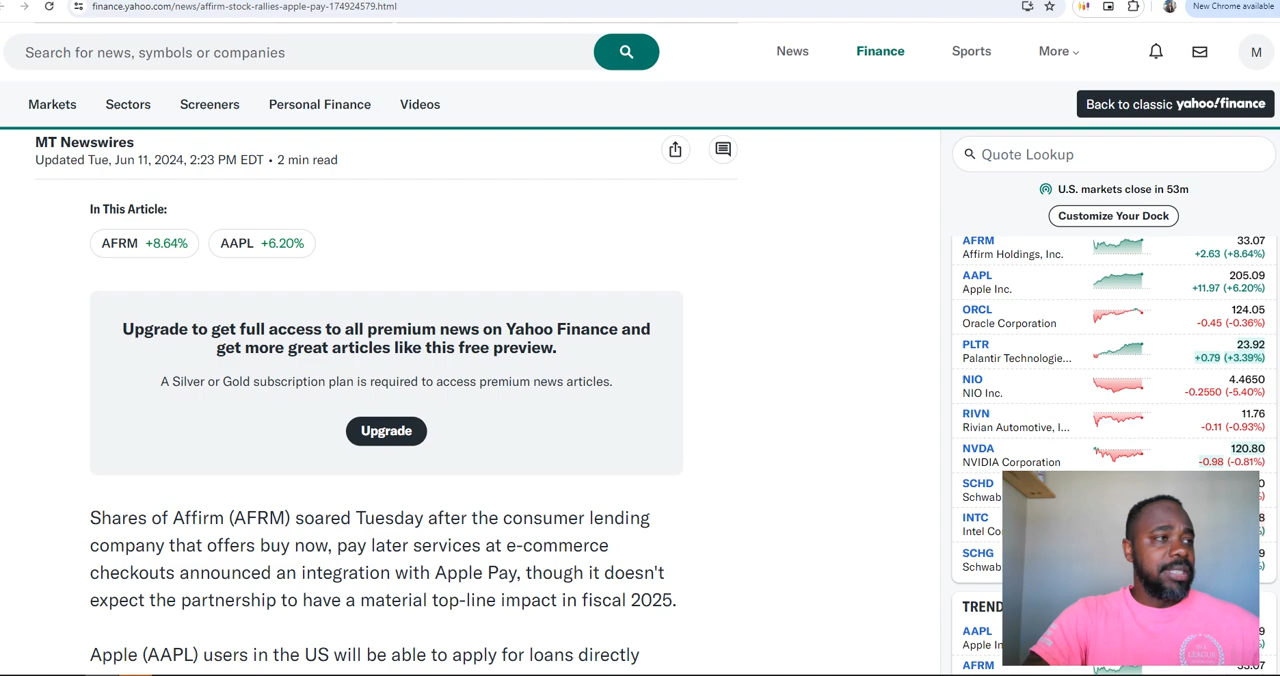 finance.yahoo.com/news/affirm-stock-rallies-apple-pay-174924579.html
New Chrome available
Search for news, symbols or companies
News
Finance
Sports
More
M
Markets
Sectors
Screeners
Personal Finance
Videos
Back to classic yahoo!finance
MT Newswires
Updated Tue, Jun 11, 2024, 2:23 PM EDT • 2 min read
In This Article:
AFRM +8.64%
AAPL +6.20%
Upgrade to get full access to all premium news on Yahoo Finance and
get more great articles like this free preview.
A Silver or Gold subscription plan is required to access premium news articles.
Upgrade
Shares of Affirm (AFRM) soared Tuesday after the consumer lending
company that offers buy now, pay later services at e-commerce
checkouts announced an integration with Apple Pay, though it doesn't
expect the partnership to have a material top-line impact in fiscal 2025.
Apple (AAPL) users in the US will be able to apply for loans directly
Quote Lookup
U.S. markets close in 53m
Customize Your Dock
AFRM 33.07
Affirm Holdings, Inc. +2.63 (+8.64%)
AAPL 205.09
Apple Inc. +11.97 (+6.20%)
ORCL 124.05
Oracle Corporation -0.45 (-0.36%)
PLTR 23.92
Palantir Technologie... +0.79 (+3.39%)
NIO 4.4650
NIO Inc. -0.2550 (-5.40%)
RIVN 11.76
Rivian Automotive, I... -0.11 (-0.93%)
NVDA 120.80
NVIDIA Corporation -0.98 (-0.81%)
SCHD
Schwab
INTC
Intel Co
SCHG
Schwab
TREND
AAPL
Apple In
AFRM 33.07
LEAGUE